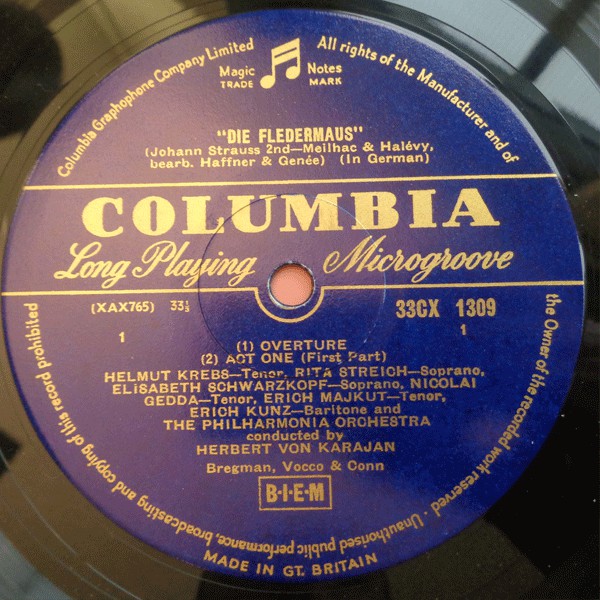 Columbia Graphophone Company Limited
All rights of the Manufacturer and of
the Owner of the recorded work reserved · Unauthorised public performance, broadcasting and copying of this record prohibited
Magic Notes
TRADE MARK
"DIE FLEDERMAUS"
(Johann Strauss 2nd—Meilhac & Halévy,
bearb. Haffner & Genée) (In German)
COLUMBIA
Long Playing Microgroove
(XAX765) 33⅓ 33CX 1309
1 1
(1) OVERTURE
(2) ACT ONE (First Part)
HELMUT KREBS—Tenor, RITA STREICH—Soprano,
ELISABETH SCHWARZKOPF—Soprano, NICOLAI
GEDDA—Tenor, ERICH MAJKUT—Tenor,
ERICH KUNZ—Baritone and
THE PHILHARMONIA ORCHESTRA
conducted by
HERBERT VON KARAJAN
Bregman, Vocco & Conn
B·I·E·M
MADE IN GT. BRITAIN